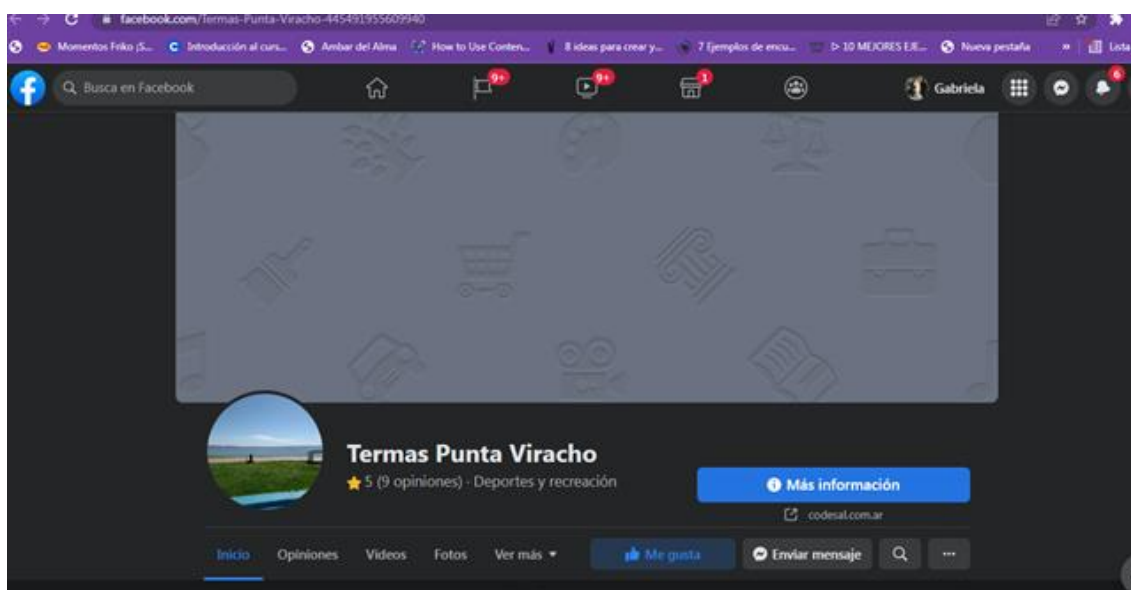 facebook.com/Termas-Punta-Viracho-445491955609940
Momentos Friko (S... Introducción al curs... Ambar del Alma How to Use Conten... 8 ideas para crear y... 7 Ejemplos de encu... ▷ 10 MEJORES EJE... Nueva pestaña » Lista
Busca en Facebook 9+ 9+ 1 Gabriela 6
Termas Punta Viracho
5 (9 opiniones) · Deportes y recreación
Más información
codesal.com.ar
Inicio Opiniones Videos Fotos Ver más Me gusta Enviar mensaje